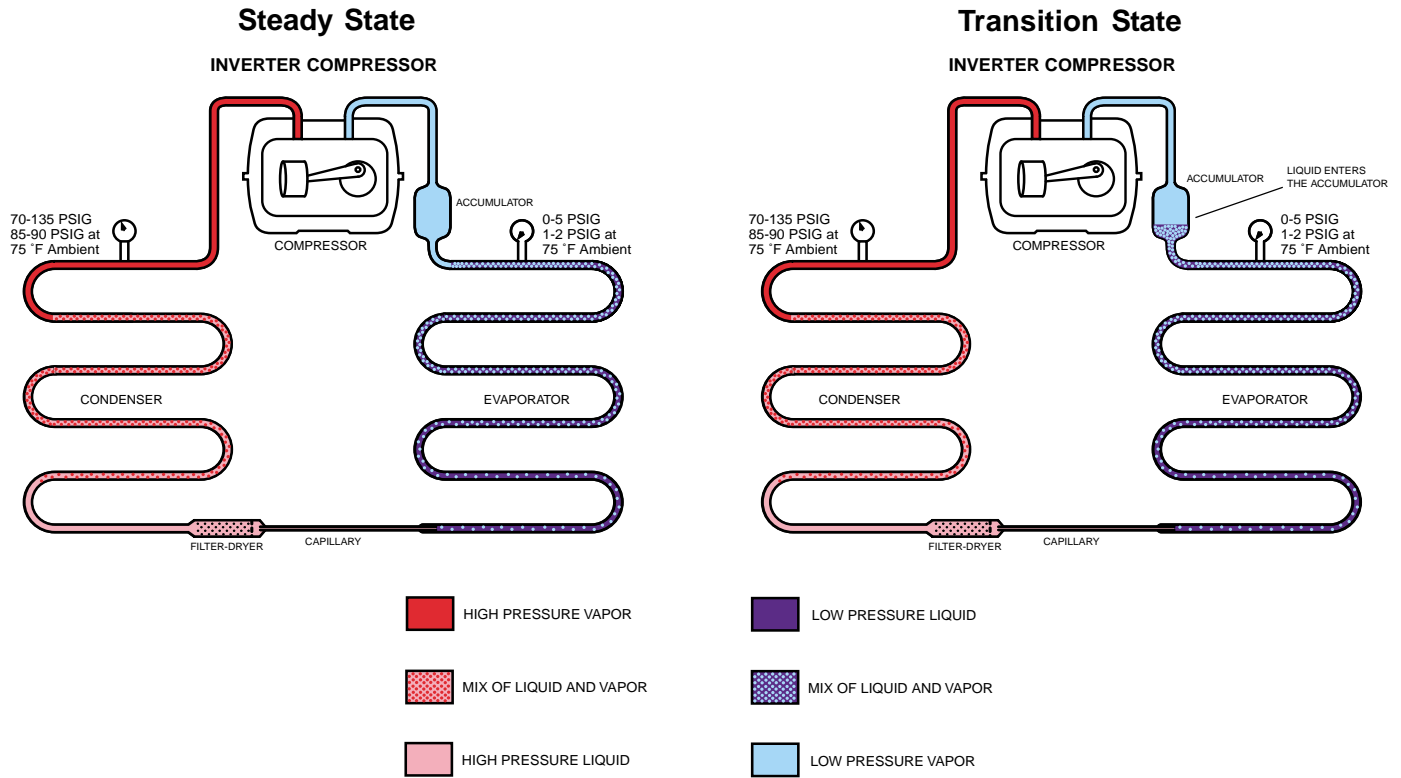 Steady State
INVERTER COMPRESSOR
70-135 PSIG
85-90 PSIG at
75 ˚F Ambient
COMPRESSOR
ACCUMULATOR
0-5 PSIG
1-2 PSIG at
75 ˚F Ambient
CONDENSER
EVAPORATOR
FILTER-DRYER
CAPILLARY
Transition State
INVERTER COMPRESSOR
70-135 PSIG
85-90 PSIG at
75 ˚F Ambient
COMPRESSOR
ACCUMULATOR
LIQUID ENTERS
THE ACCUMULATOR
0-5 PSIG
1-2 PSIG at
75 ˚F Ambient
CONDENSER
EVAPORATOR
FILTER-DRYER
CAPILLARY
HIGH PRESSURE VAPOR
LOW PRESSURE LIQUID
MIX OF LIQUID AND VAPOR
MIX OF LIQUID AND VAPOR
HIGH PRESSURE LIQUID
LOW PRESSURE VAPOR